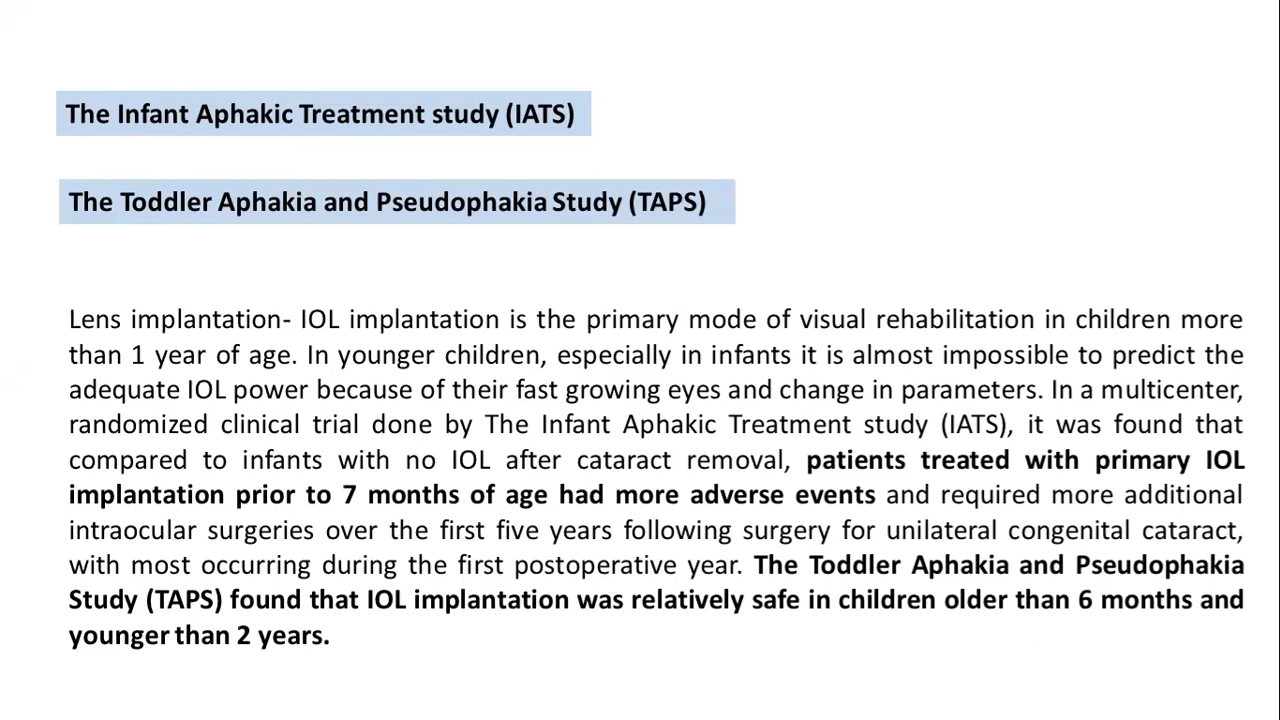 The Infant Aphakic Treatment study (IATS)
The Toddler Aphakia and Pseudophakia Study (TAPS)
Lens implantation- IOL implantation is the primary mode of visual rehabilitation in children more
than 1 year of age. In younger children, especially in infants it is almost impossible to predict the
adequate IOL power because of their fast growing eyes and change in parameters. In a multicenter,
randomized clinical trial done by The Infant Aphakic Treatment study (IATS), it was found that
compared to infants with no IOL after cataract removal, patients treated with primary IOL
implantation prior to 7 months of age had more adverse events and required more additional
intraocular surgeries over the first five years following surgery for unilateral congenital cataract,
with most occurring during the first postoperative year. The Toddler Aphakia and Pseudophakia
Study (TAPS) found that IOL implantation was relatively safe in children older than 6 months and
younger than 2 years.